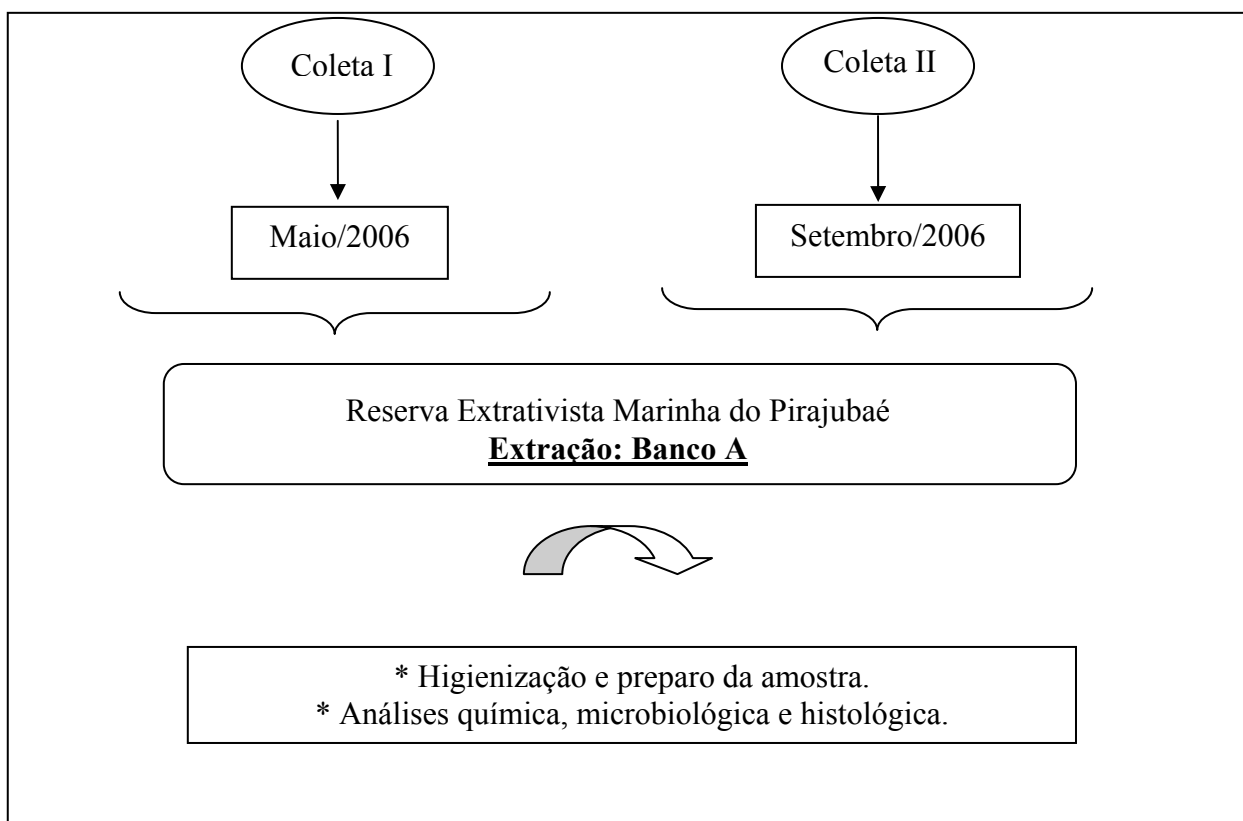 Coleta I
Coleta II
Maio/2006
Setembro/2006
Reserva Extrativista Marinha do Pirajubaé
Extração: Banco A
* Higienização e preparo da amostra.
* Análises química, microbiológica e histológica.